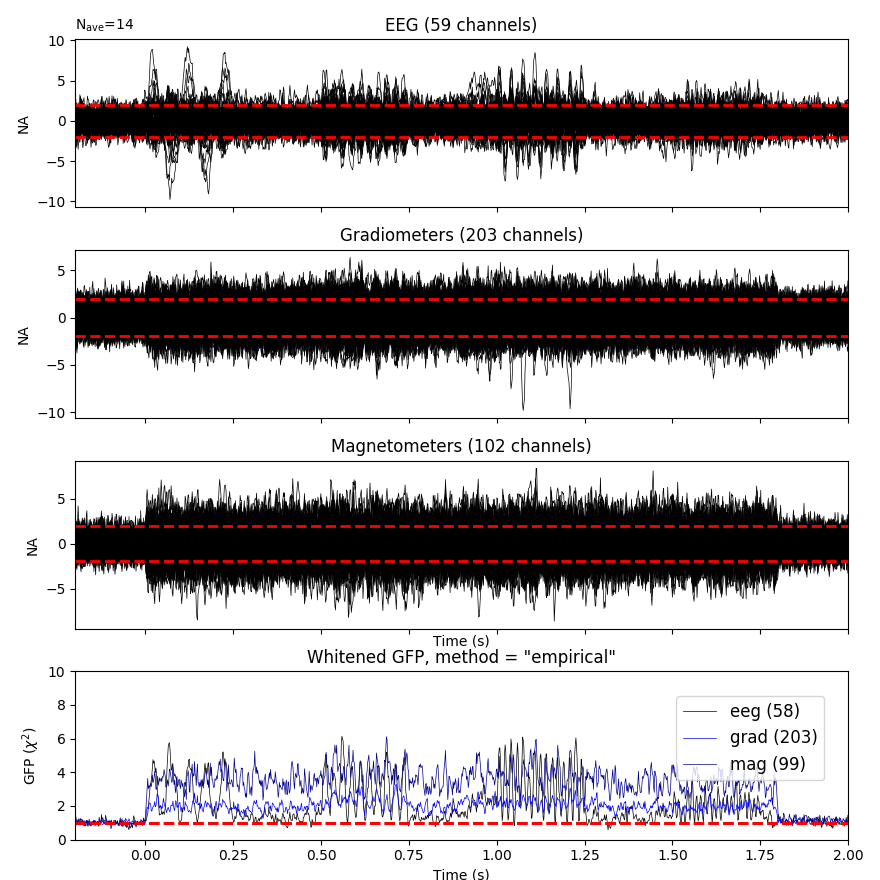 N_ave=14
EEG (59 channels)
10
5
0
−5
−10
NA
Gradiometers (203 channels)
5
0
−5
−10
NA
Magnetometers (102 channels)
5
0
−5
NA
Time (s)
Whitened GFP, method = "empirical"
10
8
6
4
2
0
GFP (χ²)
eeg (58)
grad (203)
mag (99)
0.00 0.25 0.50 0.75 1.00 1.25 1.50 1.75 2.00
Time (s)